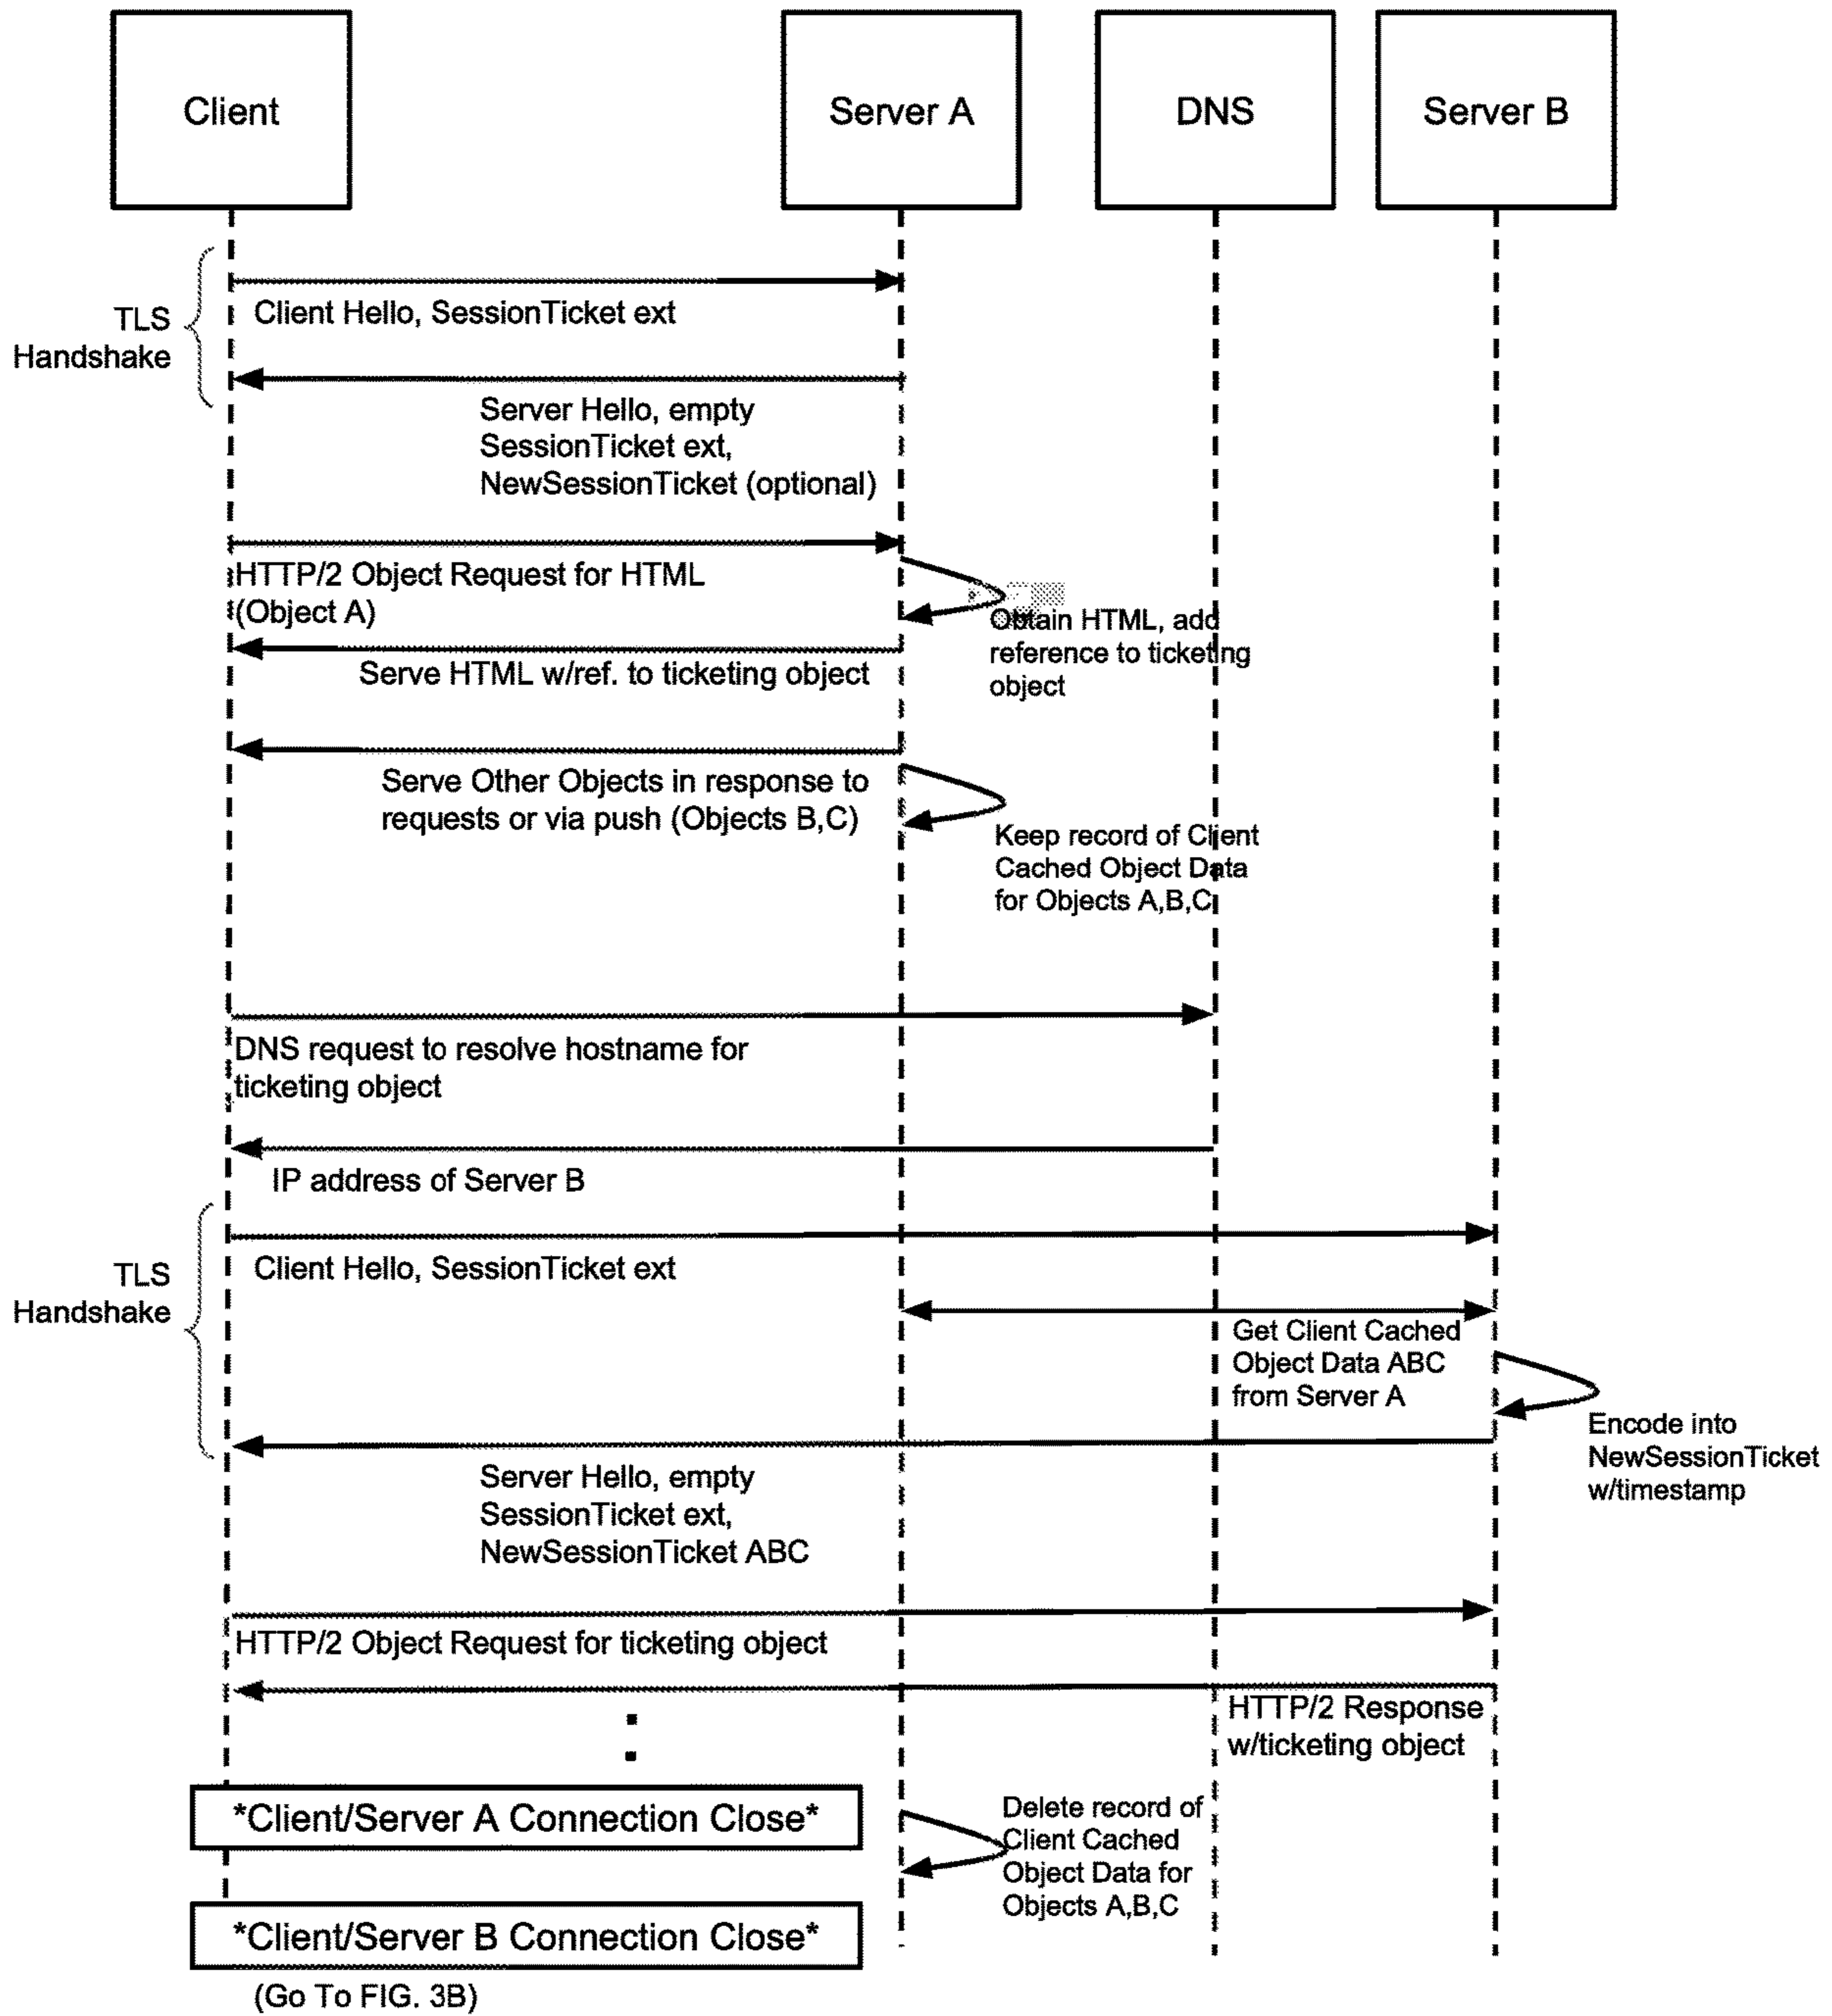 Client
Server A
DNS
Server B
TLS
Handshake
Client Hello, SessionTicket ext
Server Hello, empty
SessionTicket ext,
NewSessionTicket (optional)
HTTP/2 Object Request for HTML
(Object A)
Obtain HTML, add
reference to ticketing
object
Serve HTML w/ref. to ticketing object
Serve Other Objects in response to
requests or via push (Objects B,C)
Keep record of Client
Cached Object Data
for Objects A,B,C
DNS request to resolve hostname for
ticketing object
IP address of Server B
TLS
Handshake
Client Hello, SessionTicket ext
Get Client Cached
Object Data ABC
from Server A
Encode into
NewSessionTicket
w/timestamp
Server Hello, empty
SessionTicket ext,
NewSessionTicket ABC
HTTP/2 Object Request for ticketing object
HTTP/2 Response
w/ticketing object
*Client/Server A Connection Close*
Delete record of
Client Cached
Object Data for
Objects A,B,C
*Client/Server B Connection Close*
(Go To FIG. 3B)